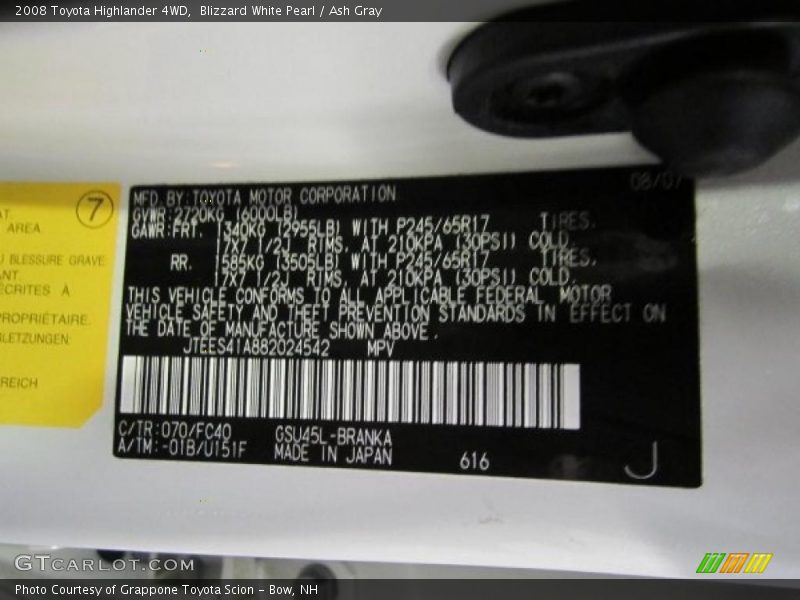 2008 Toyota Highlander 4WD,  Blizzard White Pearl / Ash Gray
08/07
MFD.BY:TOYOTA MOTOR CORPORATION
GVWR:2720KG (6000LB)
GAWR:FRT. 1340KG (2955LB) WITH P245/65R17 TIRES,
17X7 1/2J RIMS, AT 210KPA (30PSI) COLD.
RR. 1585KG (3505LB) WITH P245/65R17 TIRES,
17X7 1/2J RIMS, AT 210KPA (30PSI) COLD.
THIS VEHICLE CONFORMS TO ALL APPLICABLE FEDERAL MOTOR
VEHICLE SAFETY AND THEFT PREVENTION STANDARDS IN EFFECT ON
THE DATE OF MANUFACTURE SHOWN ABOVE.
JTEES41A882024542 MPV
C/TR:070/FC40 GSU45L-BRANKA
A/TM:-01B/U151F MADE IN JAPAN 616
J
7
AREA
BLESSURE GRAVE
À
PROPRIÉTAIRE.
GTCARLOT.COM
Photo Courtesy of Grappone Toyota Scion - Bow, NH